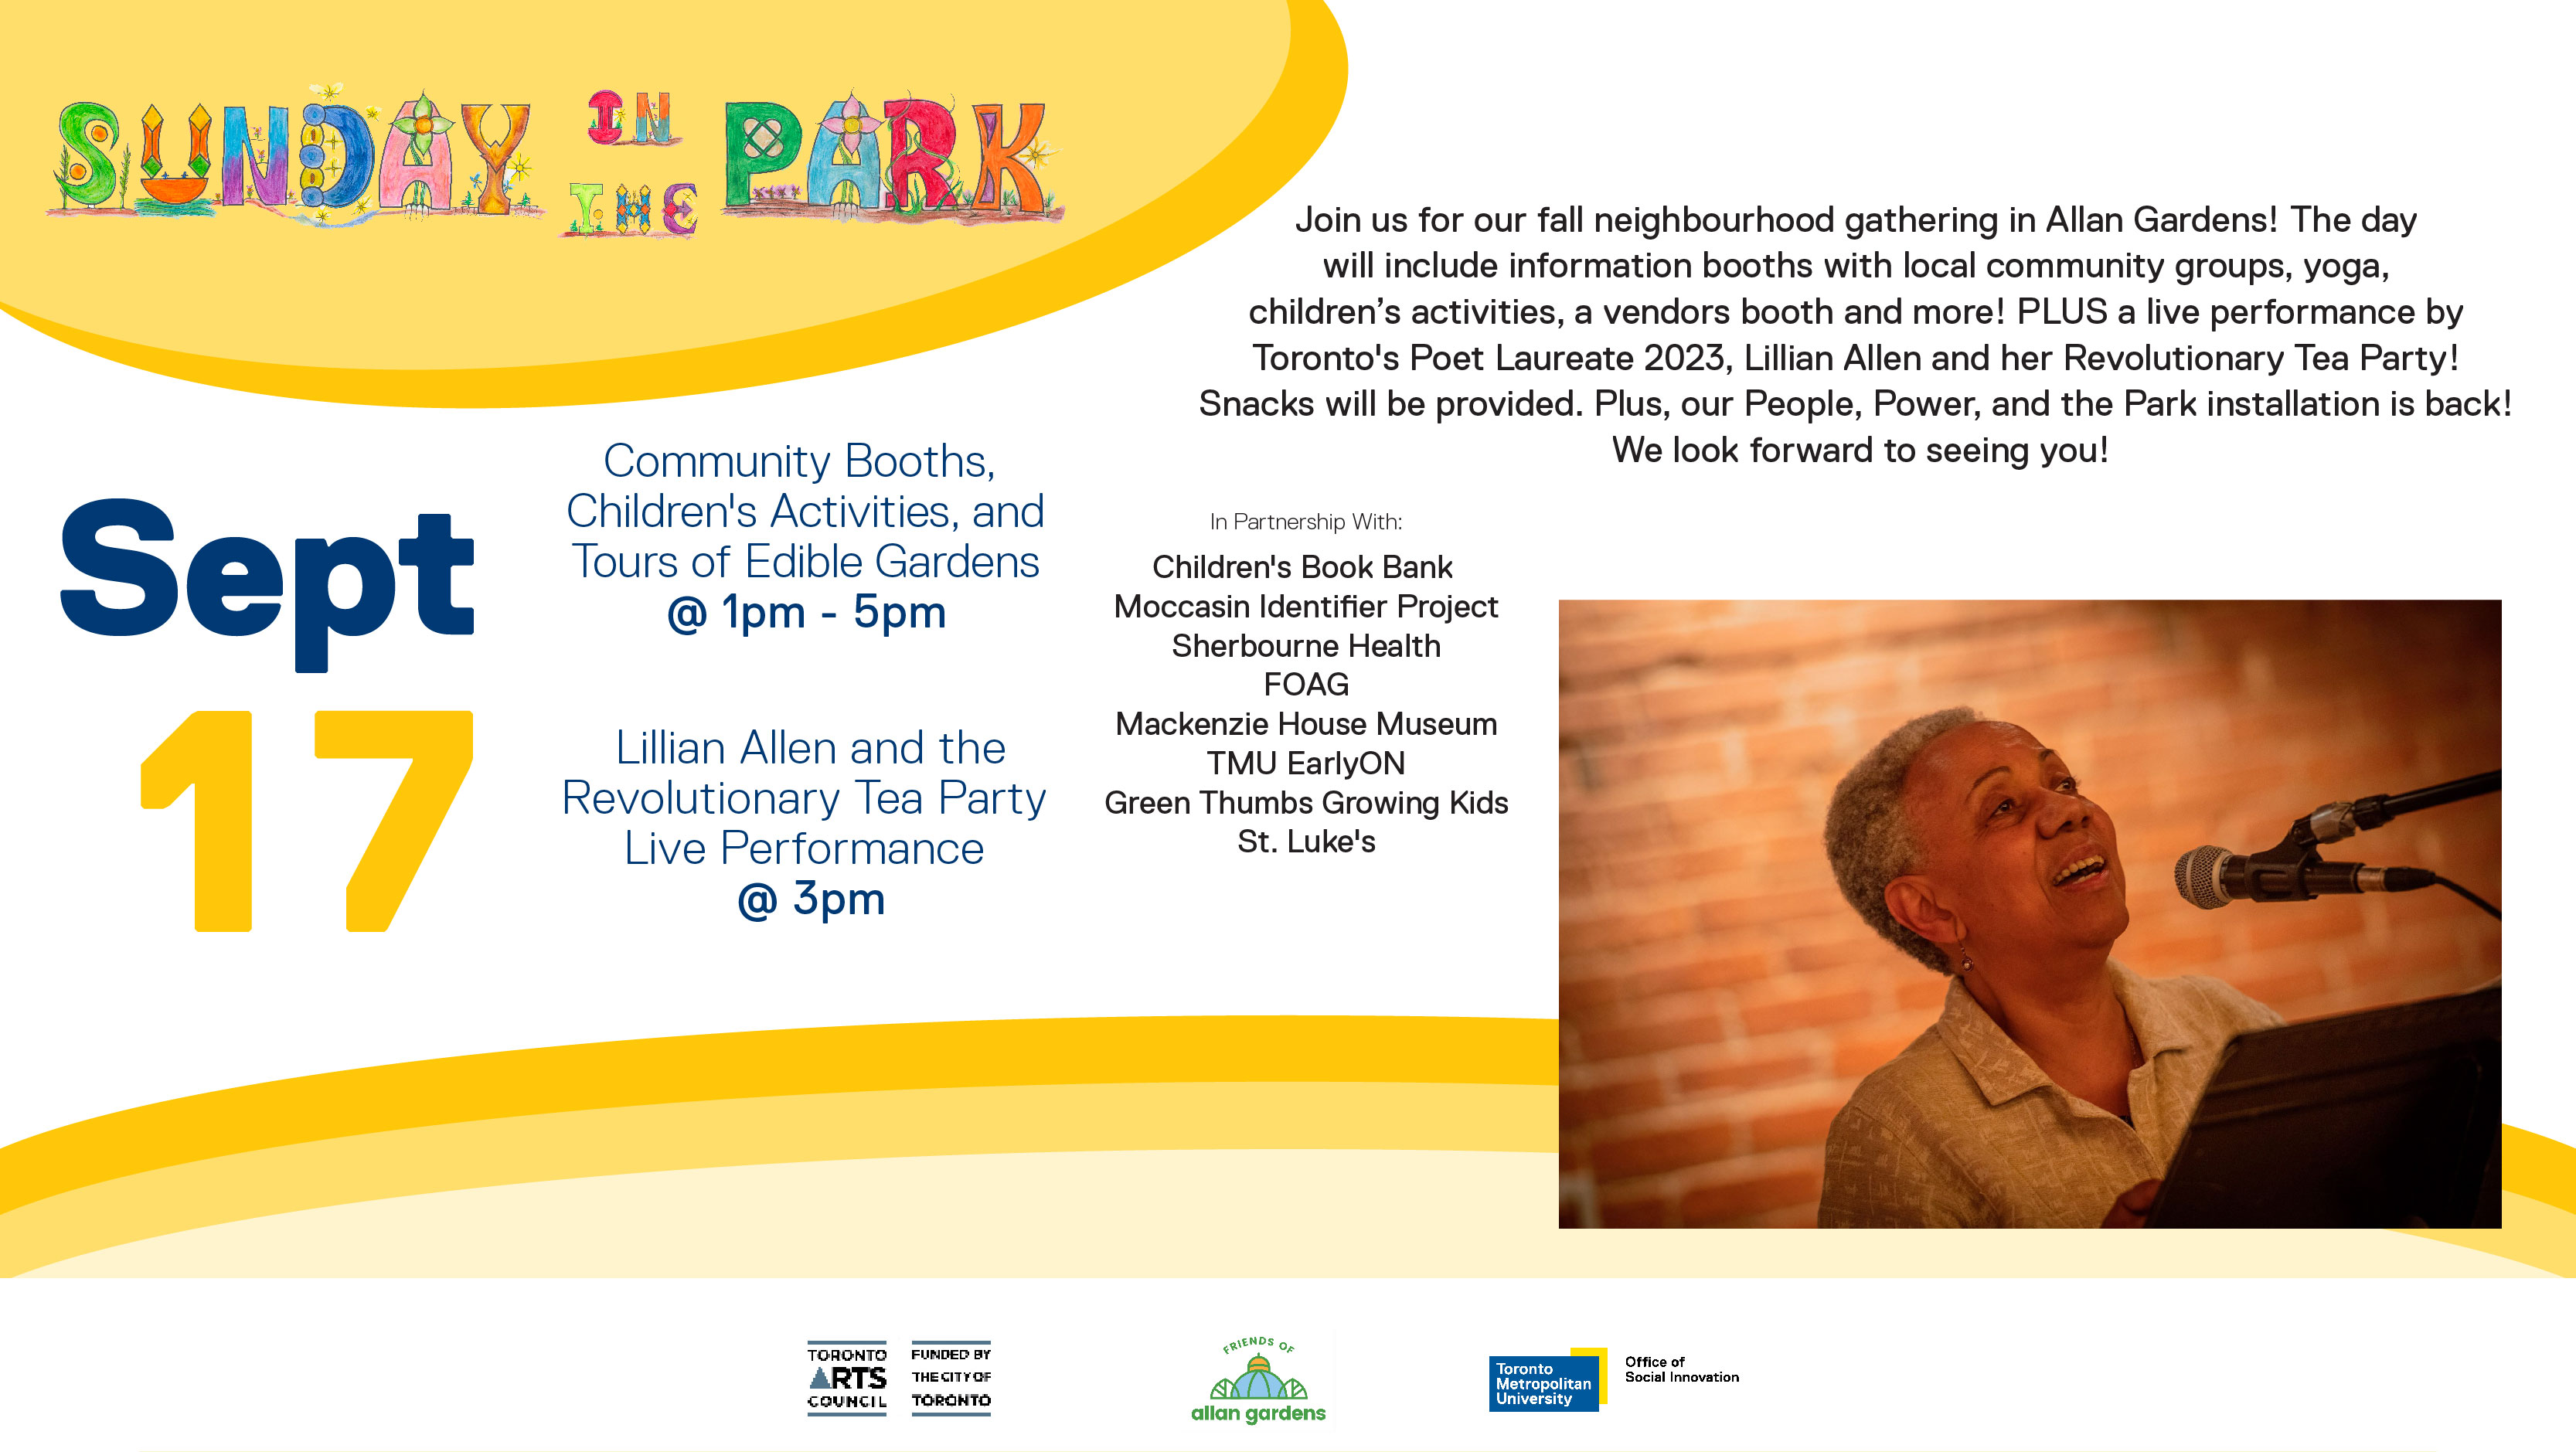 SUNDAY IN THE PARK
Join us for our fall neighbourhood gathering in Allan Gardens! The day
will include information booths with local community groups, yoga,
children’s activities, a vendors booth and more! PLUS a live performance by
Toronto's Poet Laureate 2023, Lillian Allen and her Revolutionary Tea Party!
Snacks will be provided. Plus, our People, Power, and the Park installation is back!
We look forward to seeing you!
Sept
17
Community Booths,
Children's Activities, and
Tours of Edible Gardens
@ 1pm - 5pm
Lillian Allen and the
Revolutionary Tea Party
Live Performance
@ 3pm
In Partnership With:
Children's Book Bank
Moccasin Identifier Project
Sherbourne Health
FOAG
Mackenzie House Museum
TMU EarlyON
Green Thumbs Growing Kids
St. Luke's
TORONTO
ARTS
COUNCIL
FUNDED BY
THE CITY OF
TORONTO
FRIENDS OF
allan gardens
Toronto
Metropolitan
University
Office of
Social Innovation